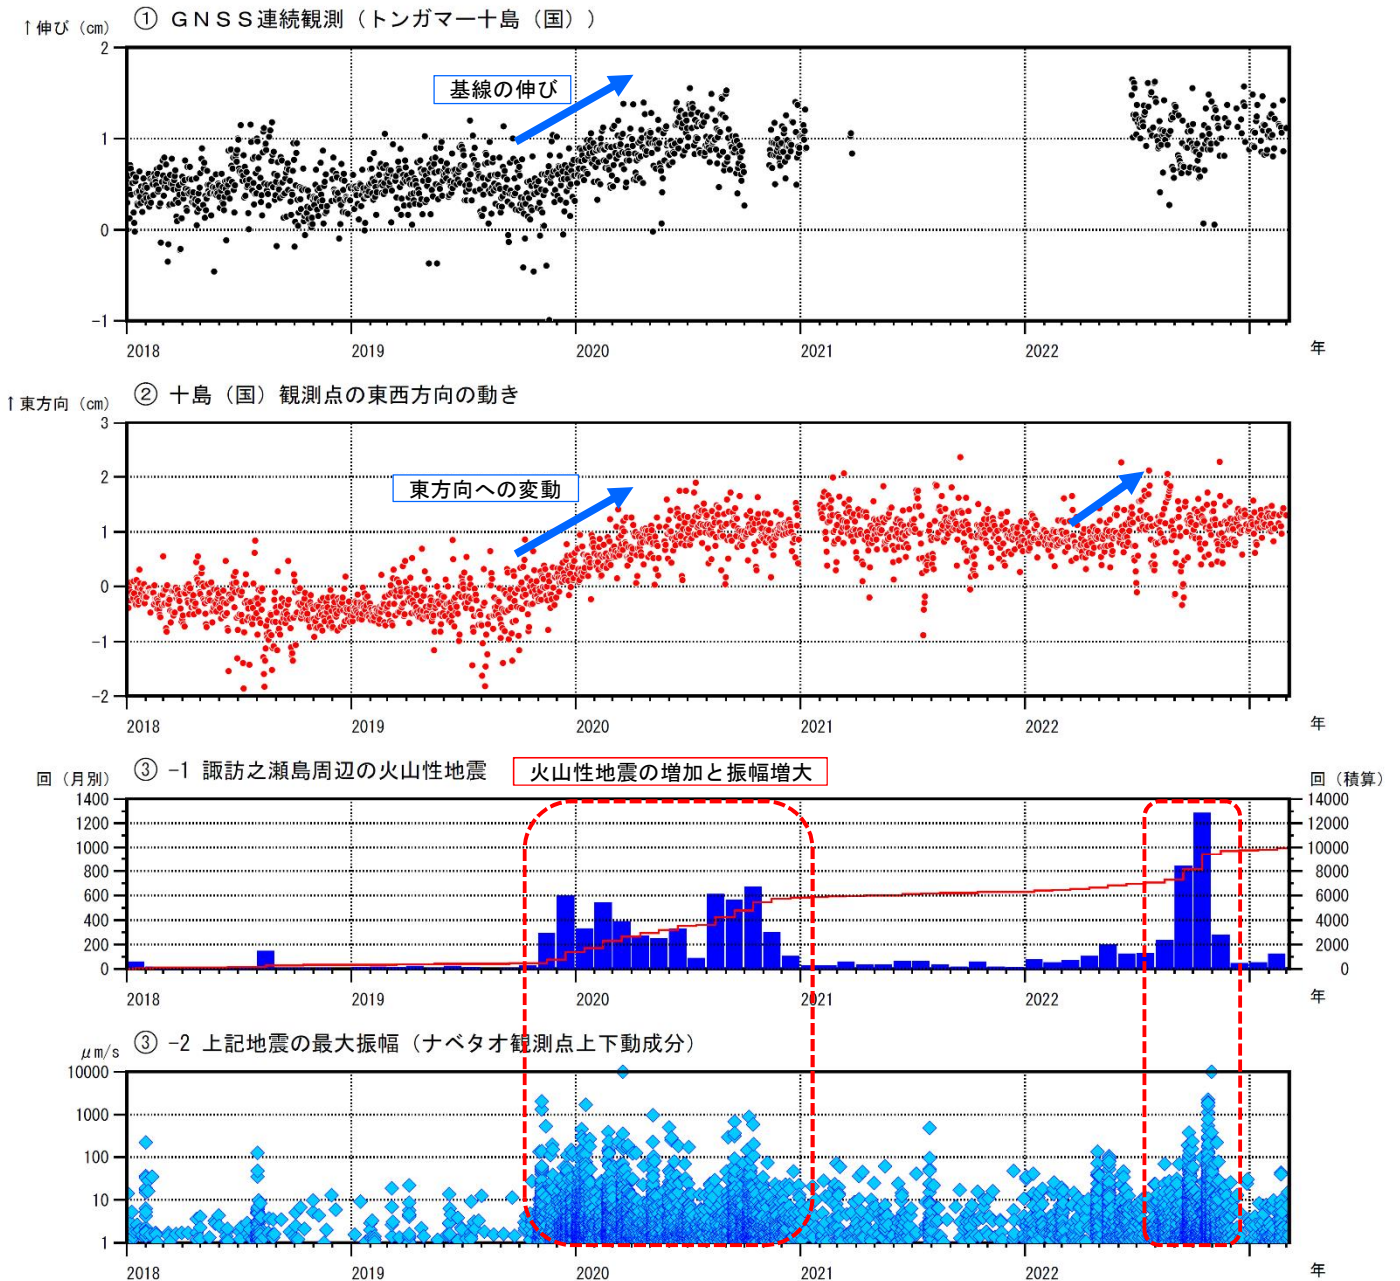 ① GNSS連続観測（トンガマー十島（国））
↑伸び（cm）
基線の伸び
2
1
0
-1
2018 2019 2020 2021 2022 年
② 十島（国）観測点の東西方向の動き
↑東方向（cm）
東方向への変動
3
2
1
0
-1
-2
2018 2019 2020 2021 2022 年
③ -1 諏訪之瀬島周辺の火山性地震
火山性地震の増加と振幅増大
回（月別） 回（積算）
1400 14000
1200 12000
1000 10000
800 8000
600 6000
400 4000
200 2000
0 0
2018 2019 2020 2021 2022 年
③ -2 上記地震の最大振幅（ナベタオ観測点上下動成分）
μm/s
10000
1000
100
10
1
2018 2019 2020 2021 2022 年